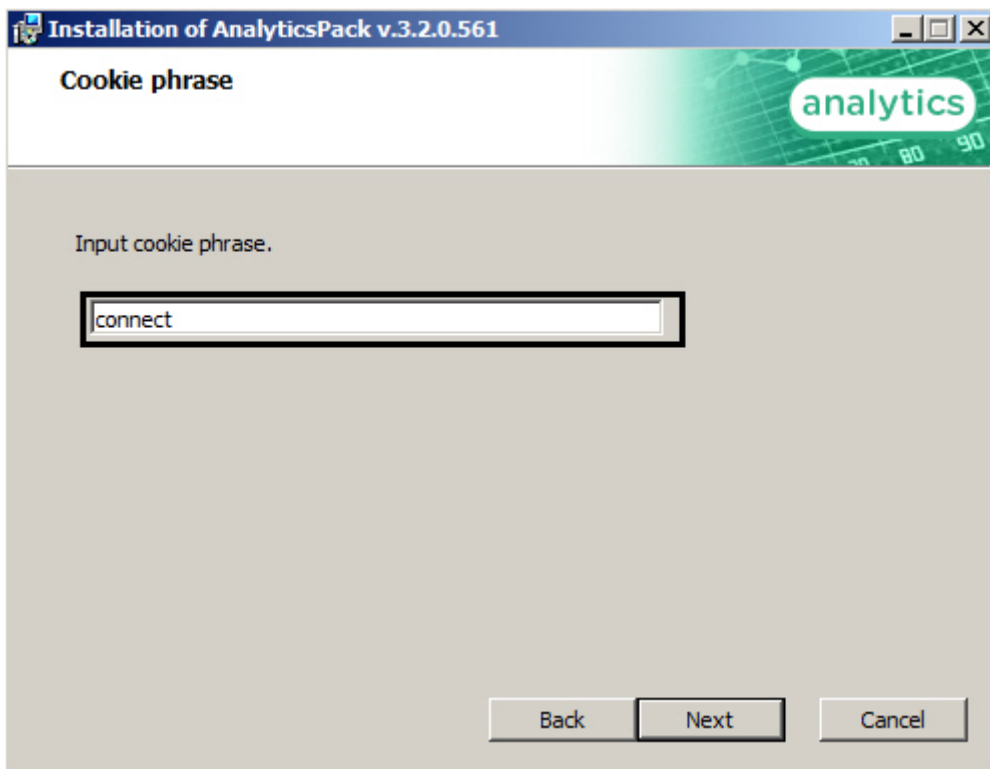 Installation of AnalyticsPack v.3.2.0.561
Cookie phrase
analytics
80 90
Input cookie phrase.
connect
Back Next Cancel